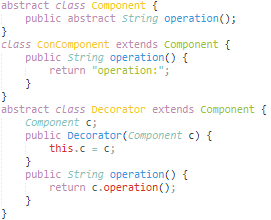 abstract class Component {
    public abstract String operation();
}
class ConComponent extends Component {
    public String operation() {
        return "operation:";
    }
}
abstract class Decorator extends Component {
    Component c;
    public Decorator(Component c) {
        this.c = c;
    }
    public String operation() {
        return c.operation();
    }
}